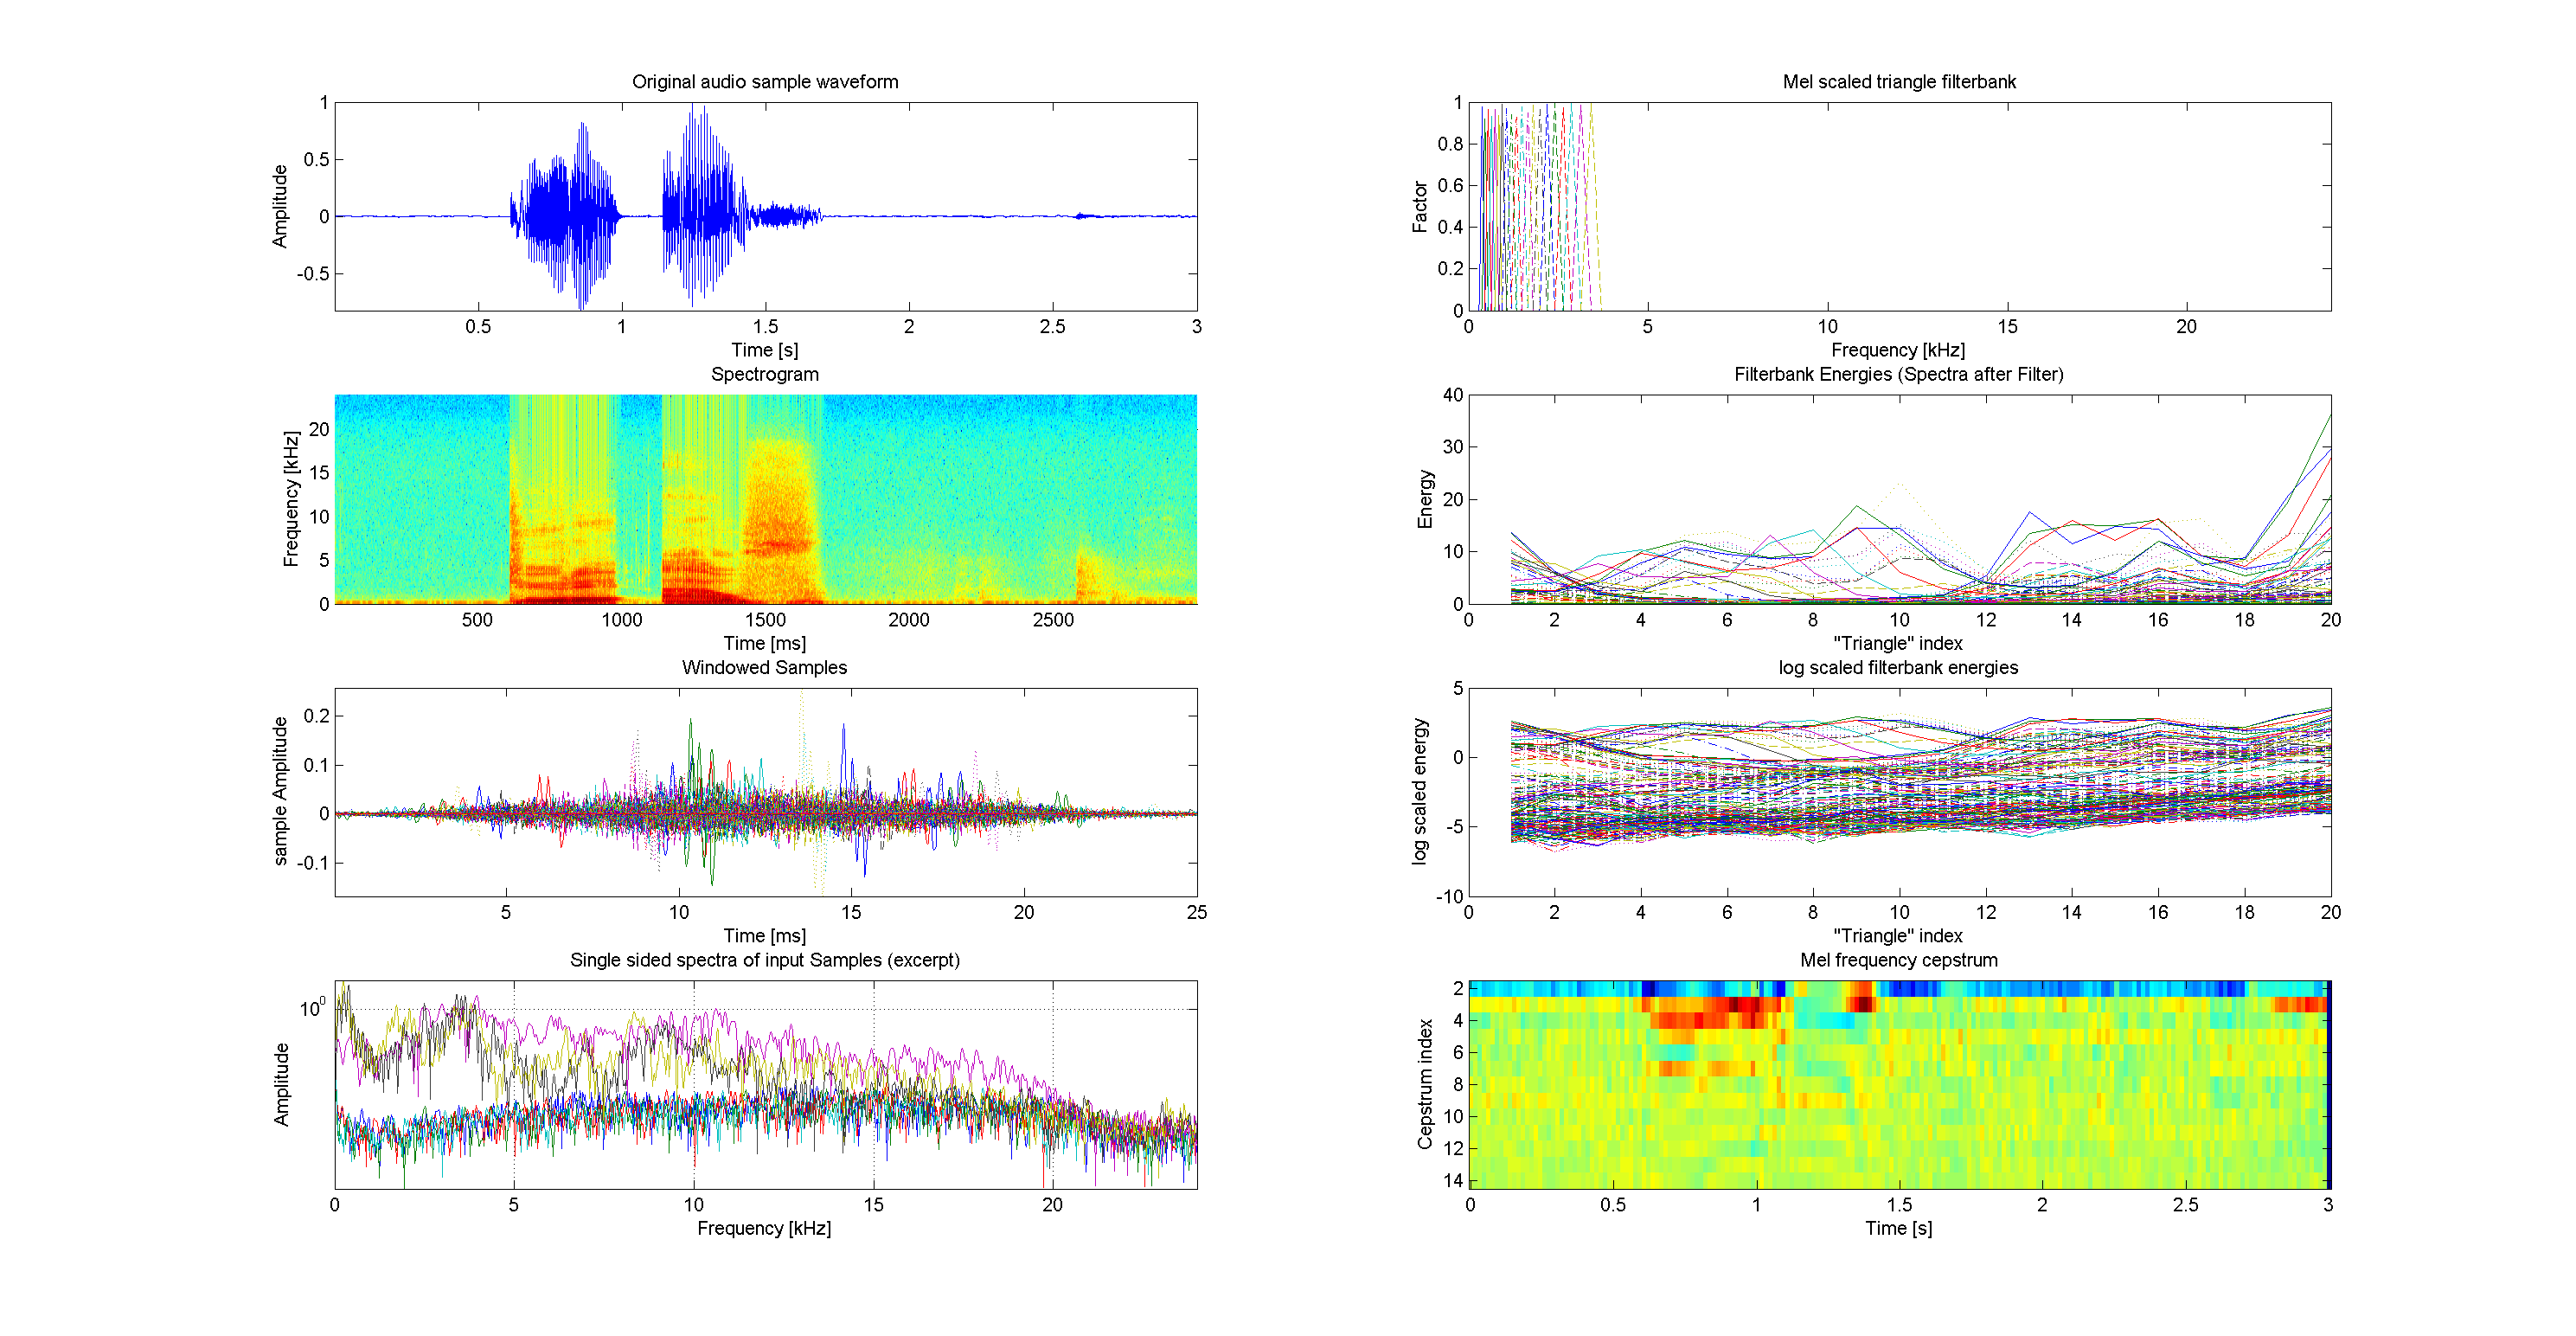 Original audio sample waveform
1
0.5
0
-0.5
Amplitude
0.5 1 1.5 2 2.5 3
Time [s]
Spectrogram
20
15
10
5
0
Frequency [kHz]
500 1000 1500 2000 2500
Time [ms]
Windowed Samples
0.2
0.1
0
-0.1
sample Amplitude
5 10 15 20 25
Time [ms]
Single sided spectra of input Samples (excerpt)
10^0
Amplitude
0 5 10 15 20
Frequency [kHz]
Mel scaled triangle filterbank
1
0.8
0.6
0.4
0.2
0
Factor
0 5 10 15 20
Frequency [kHz]
Filterbank Energies (Spectra after Filter)
40
30
20
10
0
Energy
0 2 4 6 8 10 12 14 16 18 20
"Triangle" index
log scaled filterbank energies
5
0
-5
-10
log scaled energy
0 2 4 6 8 10 12 14 16 18 20
"Triangle" index
Mel frequency cepstrum
2
4
6
8
10
12
14
Cepstrum index
0 0.5 1 1.5 2 2.5 3
Time [s]